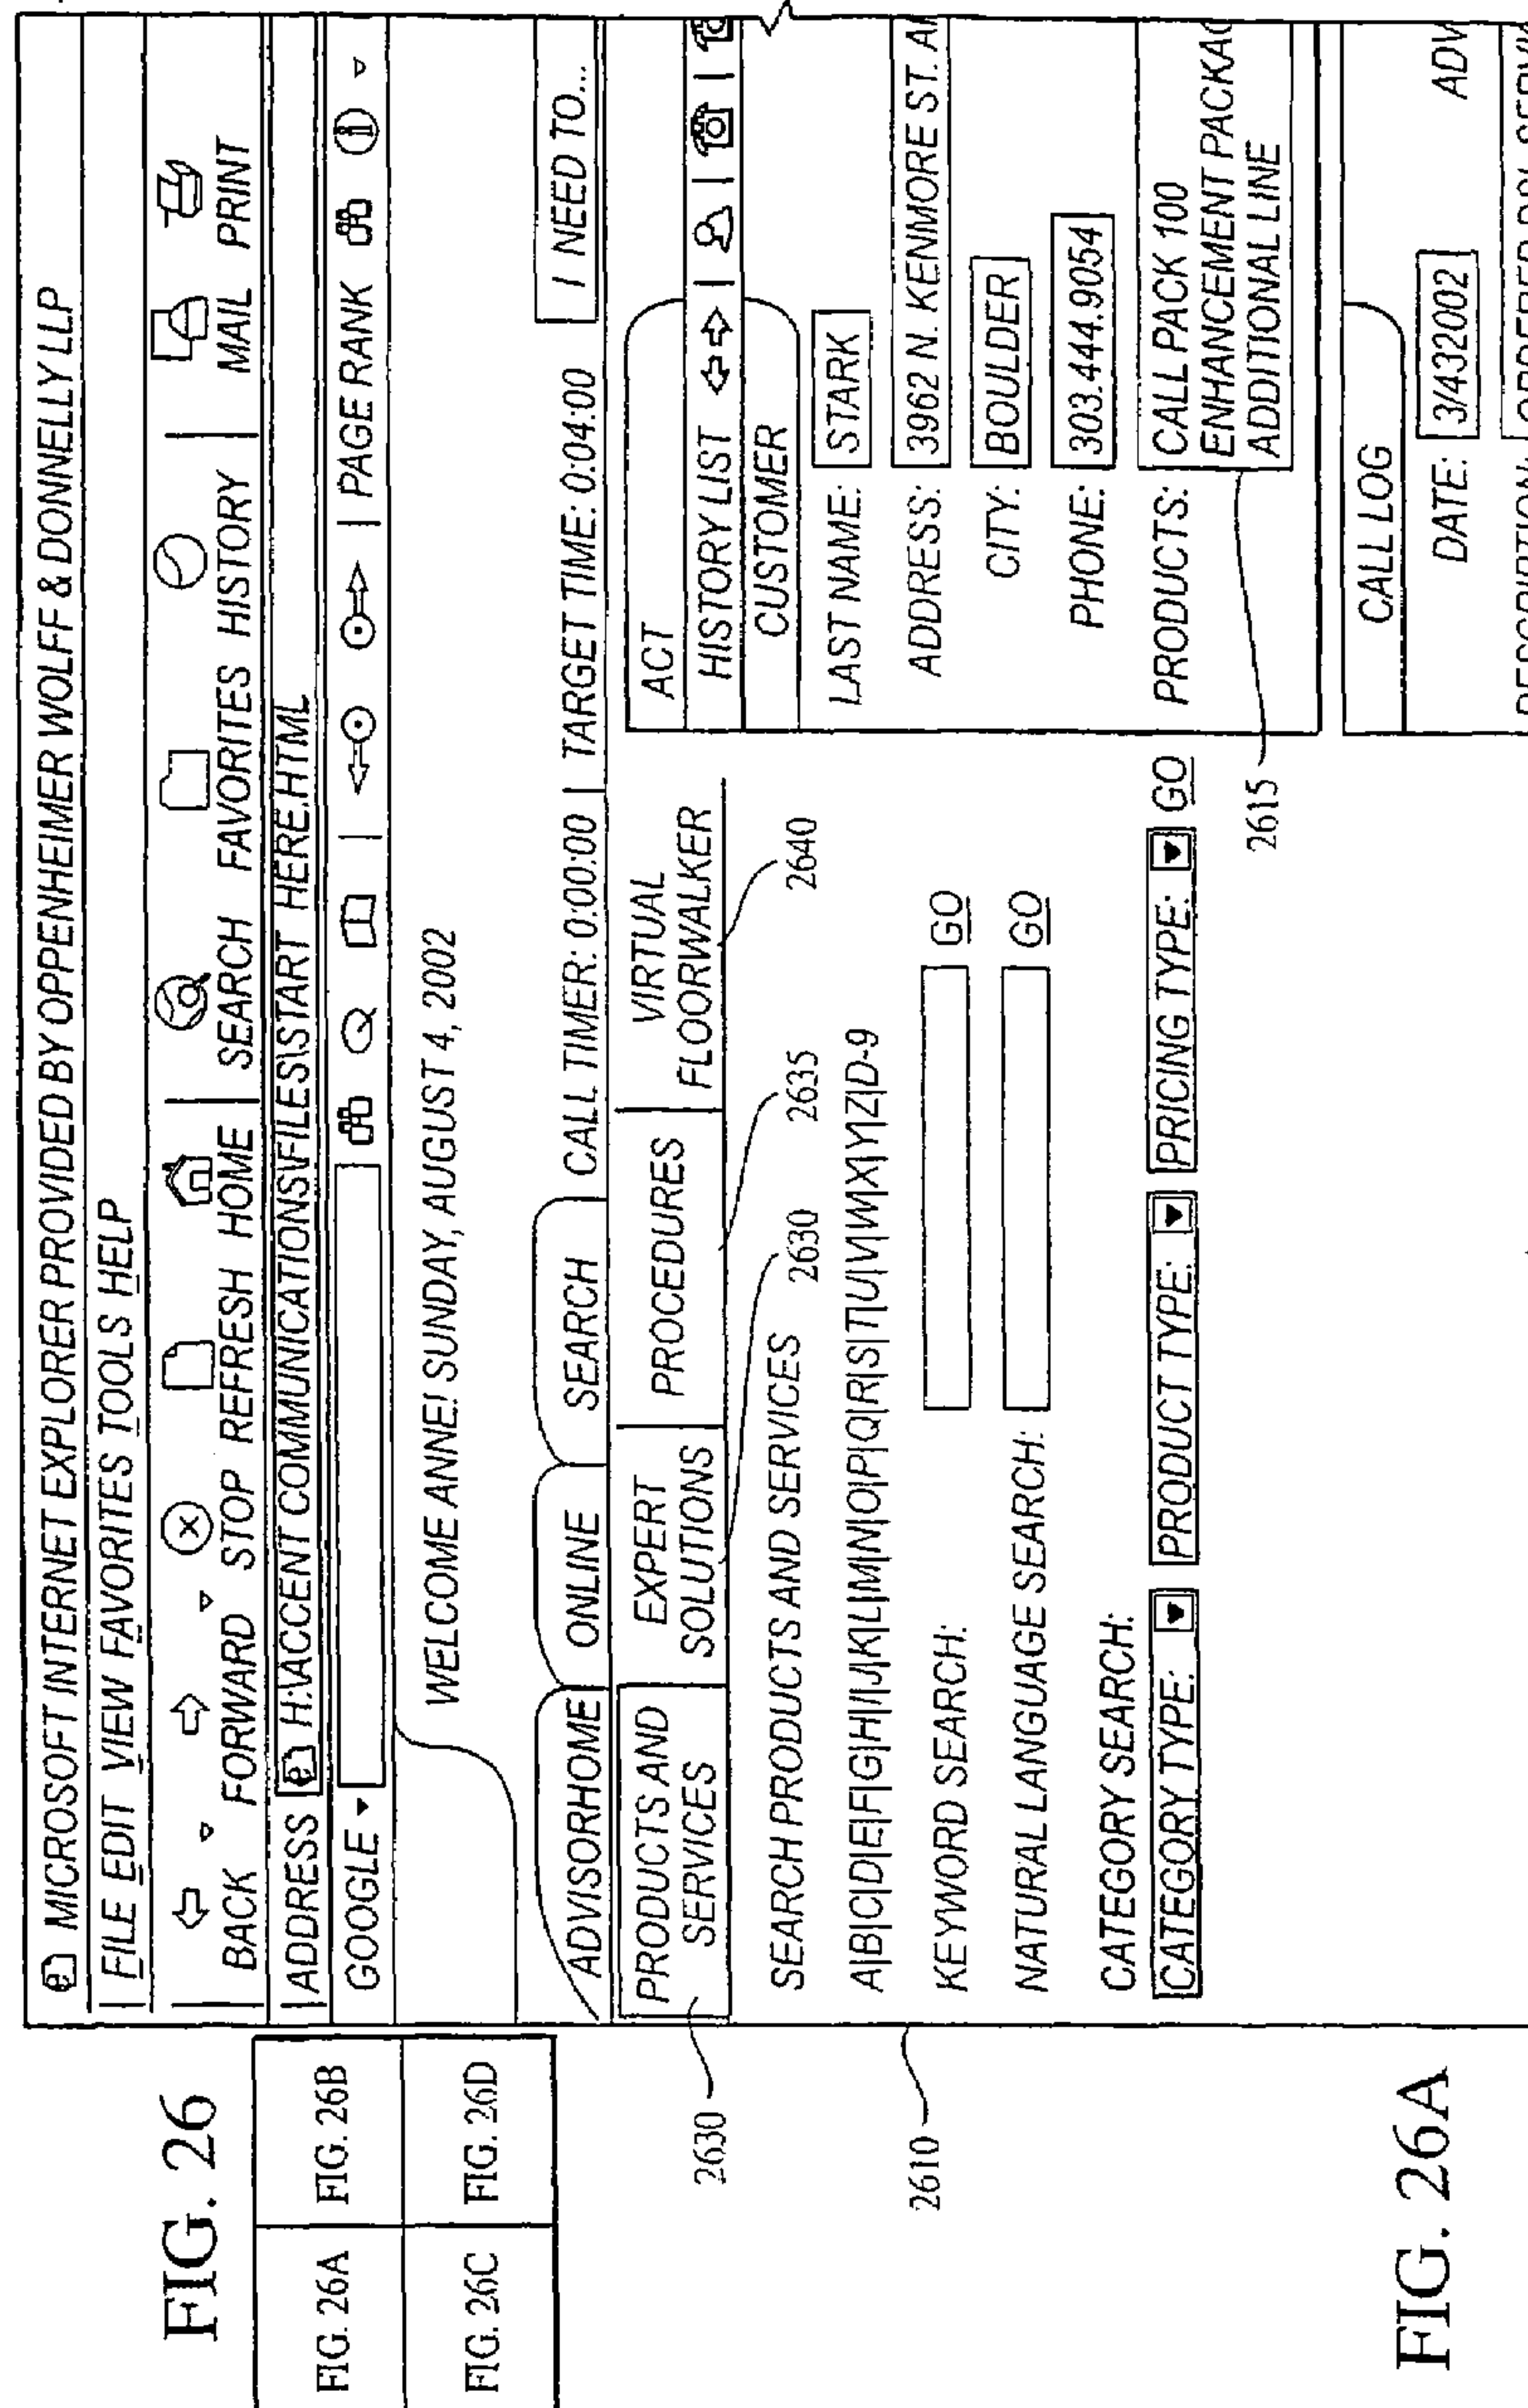 FIG. 26
FIG. 26A
FIG. 26B
FIG. 26C
FIG. 26D
MICROSOFT INTERNET EXPLORER PROVIDED BY OPPENHEIMER WOLFF & DONNELLY LLP
FILE EDIT VIEW FAVORITES TOOLS HELP
BACK FORWARD STOP REFRESH HOME SEARCH FAVORITES HISTORY MAIL PRINT
ADDRESS H:\ACCENT COMMUNICATIONS\FILES\START HERE.HTML
GOOGLE PAGE RANK
WELCOME ANNE! SUNDAY, AUGUST 4, 2002
ADVISORHOME ONLINE SEARCH CALL TIMER: 0:00:00 | TARGET TIME: 0:04:00 I NEED TO...
PRODUCTS AND SERVICES
EXPERT SOLUTIONS
PROCEDURES
VIRTUAL FLOORWALKER
2630
2630
2635
2640
2610
SEARCH PRODUCTS AND SERVICES
A|B|C|D|E|F|G|H|I|J|K|L|M|N|O|P|Q|R|S|T|U|V|W|X|Y|Z|D-9
KEYWORD SEARCH: GO
NATURAL LANGUAGE SEARCH: GO
CATEGORY SEARCH:
CATEGORY TYPE: PRODUCT TYPE: PRICING TYPE: GO
ACT
HISTORY LIST
CUSTOMER
LAST NAME: STARK
ADDRESS: 3962 N. KENMORE ST.
CITY: BOULDER
PHONE: 303.444.9054
PRODUCTS: CALL PACK 100
ENHANCEMENT
ADDITIONAL LINE
2615
CALL LOG
DATE: 3/432002 ADV
FIG. 26A